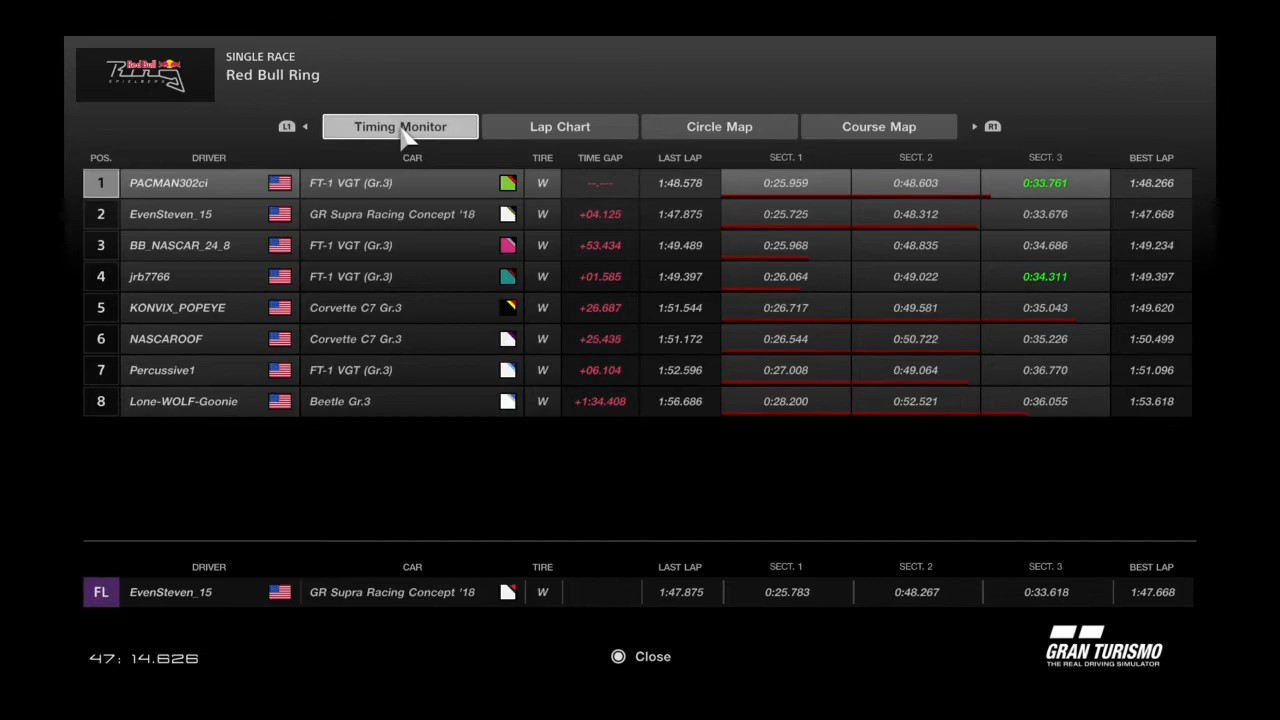 Red Bull
Ring
SPIELBERG
SINGLE RACE
Red Bull Ring
L1 Timing Monitor Lap Chart Circle Map Course Map R1
POS. DRIVER CAR TIRE TIME GAP LAST LAP SECT. 1 SECT. 2 SECT. 3 BEST LAP
1 PACMAN302ci FT-1 VGT (Gr.3) W --.--- 1:48.578 0:25.959 0:48.603 0:33.761 1:48.266
2 EvenSteven_15 GR Supra Racing Concept '18 W +04.125 1:47.875 0:25.725 0:48.312 0:33.676 1:47.668
3 BB_NASCAR_24_8 FT-1 VGT (Gr.3) W +53.434 1:49.489 0:25.968 0:48.835 0:34.686 1:49.234
4 jrb7766 FT-1 VGT (Gr.3) W +01.585 1:49.397 0:26.064 0:49.022 0:34.311 1:49.397
5 KONVIX_POPEYE Corvette C7 Gr.3 W +26.687 1:51.544 0:26.717 0:49.581 0:35.043 1:49.620
6 NASCAROOF Corvette C7 Gr.3 W +25.435 1:51.172 0:26.544 0:50.722 0:35.226 1:50.499
7 Percussive1 FT-1 VGT (Gr.3) W +06.104 1:52.596 0:27.008 0:49.064 0:36.770 1:51.096
8 Lone-WOLF-Goonie Beetle Gr.3 W +1:34.408 1:56.686 0:28.200 0:52.521 0:36.055 1:53.618
DRIVER CAR TIRE LAST LAP SECT. 1 SECT. 2 SECT. 3 BEST LAP
FL EvenSteven_15 GR Supra Racing Concept '18 W 1:47.875 0:25.783 0:48.267 0:33.618 1:47.668
47: 14.626
Close
GRAN TURISMO
THE REAL DRIVING SIMULATOR